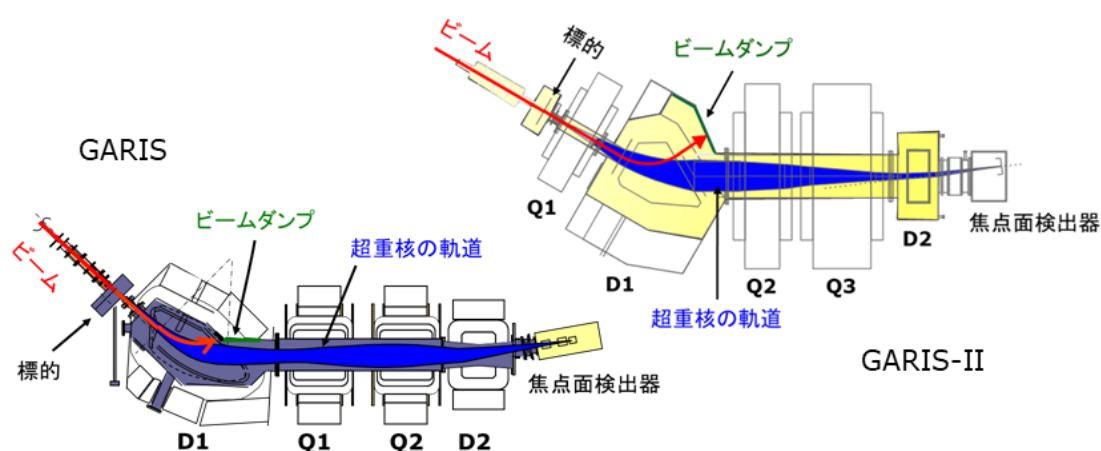 ビーム
標的
ビームダンプ
GARIS
Q1
D1
Q2
Q3
D2
焦点面検出器
超重核の軌道
GARIS-II
ビーム
ビームダンプ
超重核の軌道
標的
焦点面検出器
D1
Q1
Q2
D2